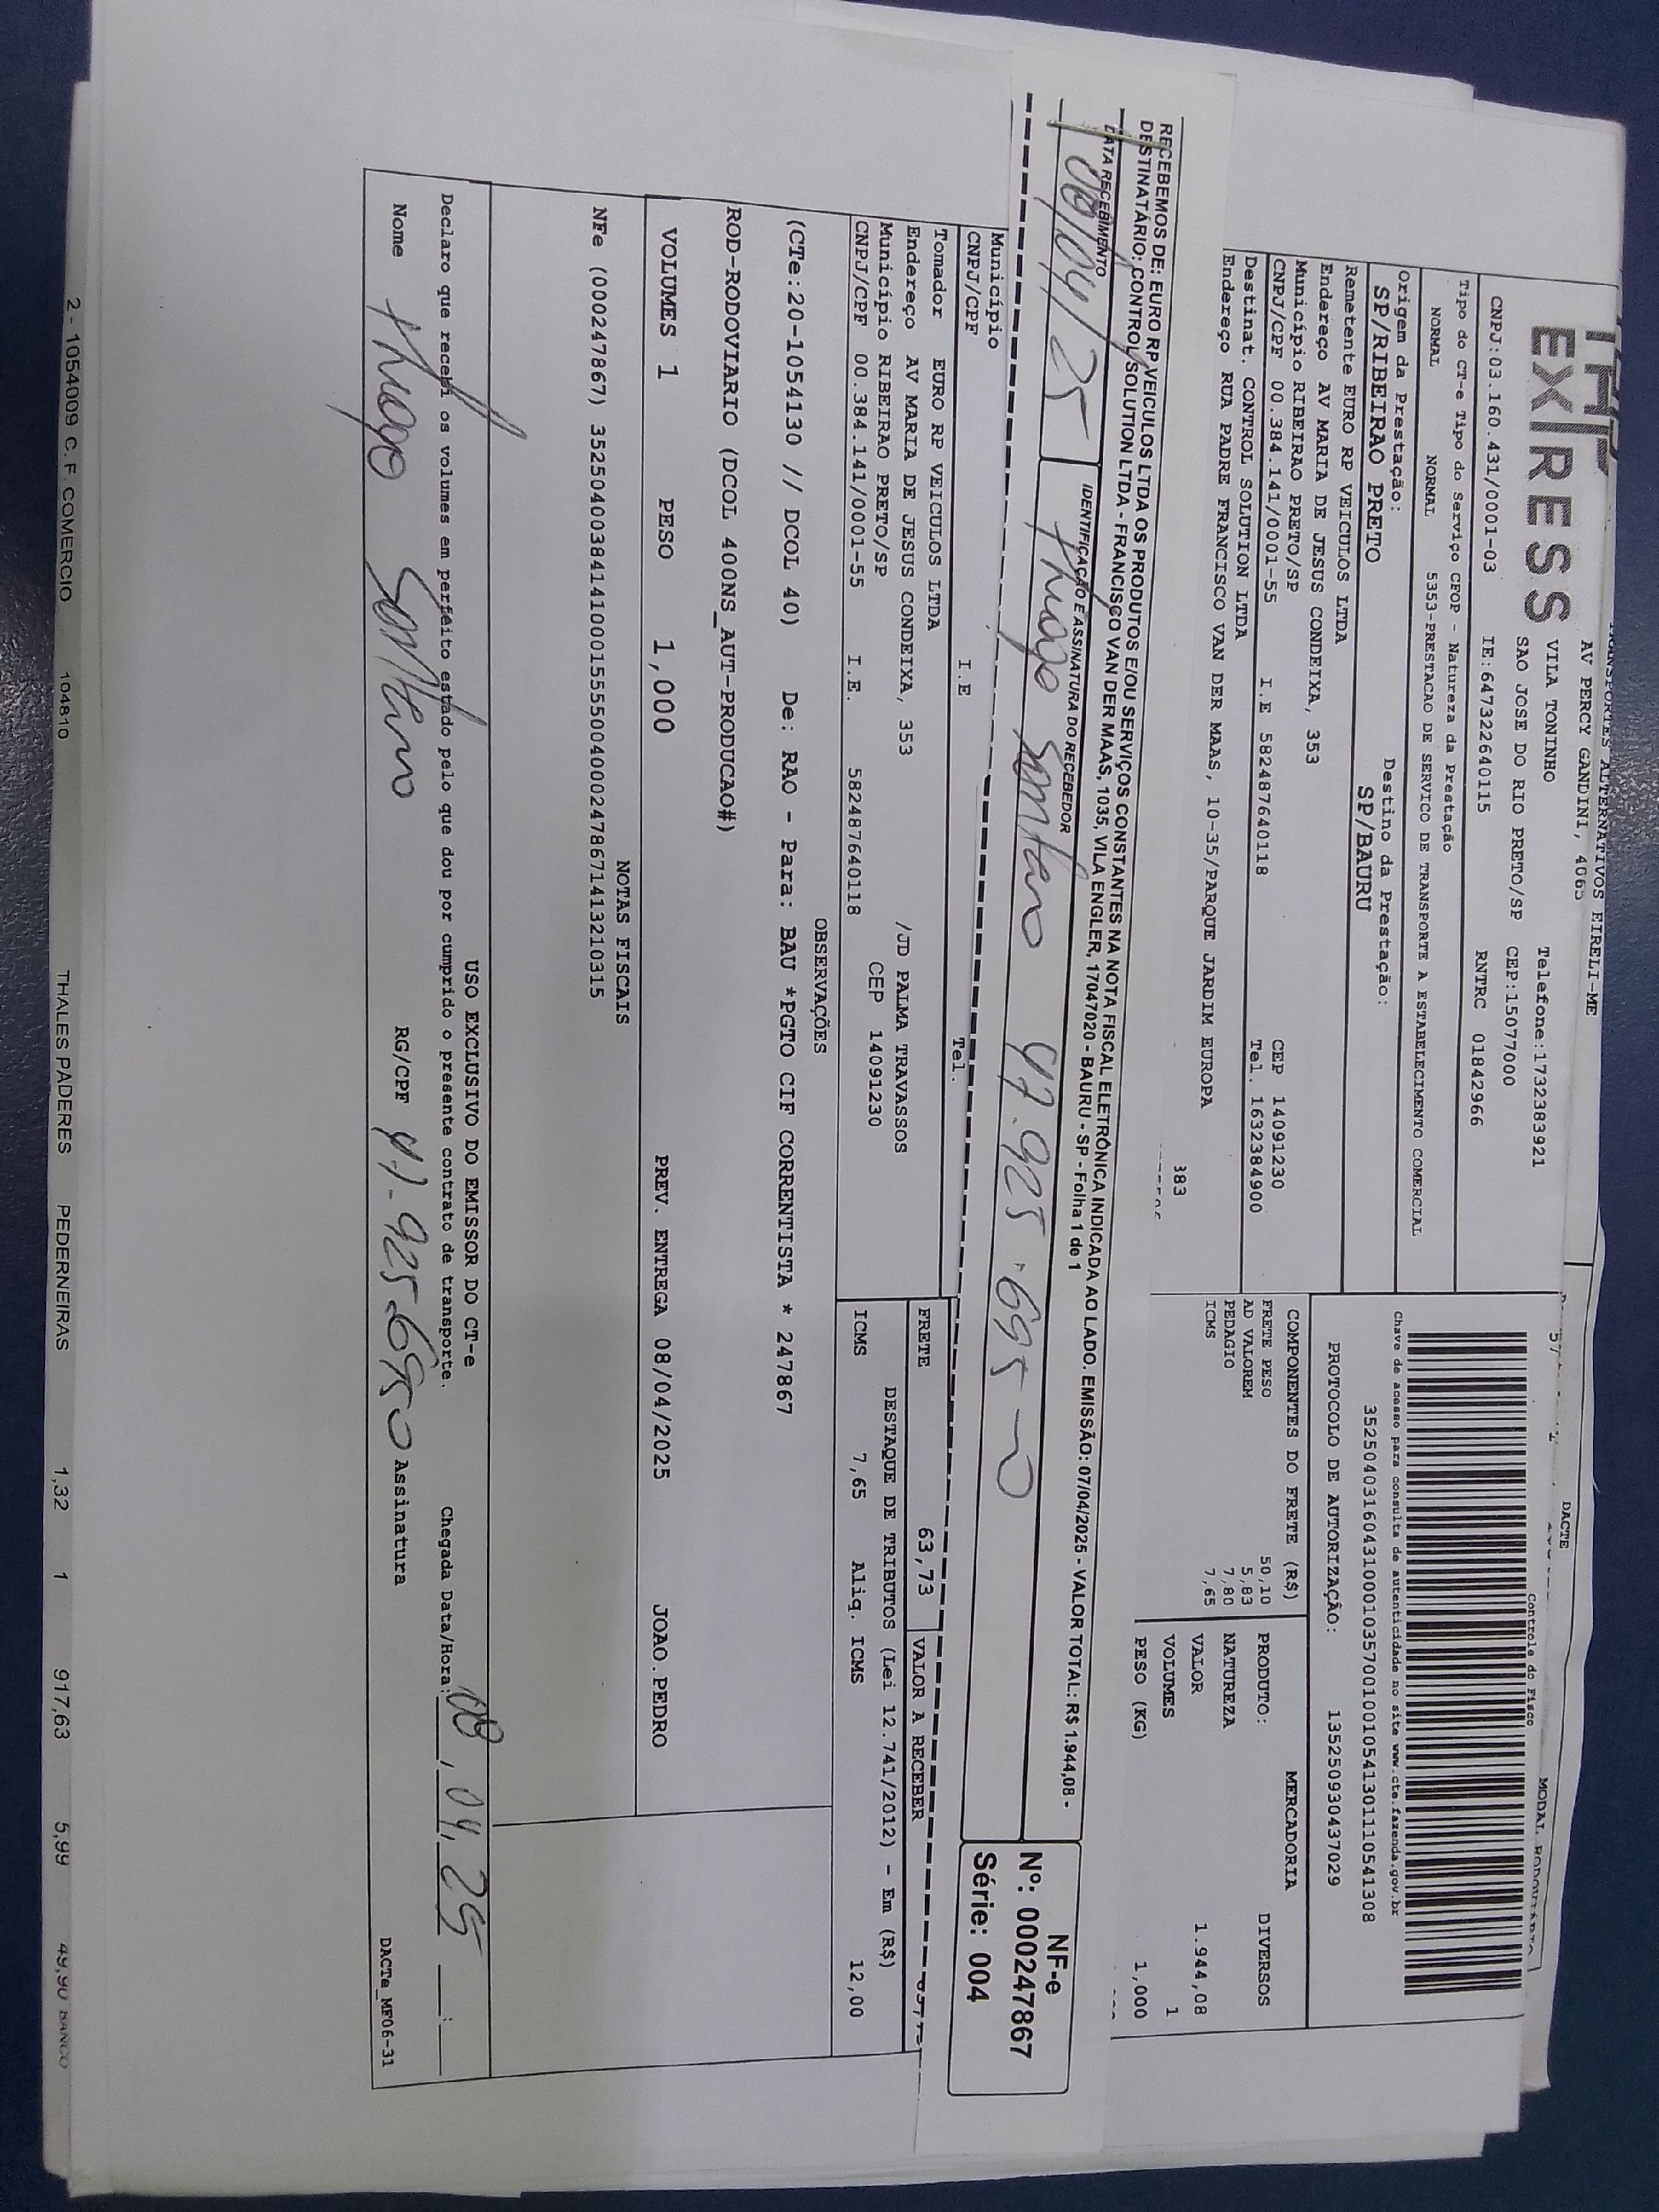 TRANSPORTES ALTERNATIVOS EIRELI-ME
AV PERCY GANDINI, 4065
EXPRESS
VILA TONINHO
Telefone:1732383921
SAO JOSE DO RIO PRETO/SP CEP:15077000
CNPJ:03.160.431/0001-03 IE:647322640115 RNTRC 01842966
DACTE
MODAL RODOVIÁRIO
Controle do Fisco
Chave de acesso para consulta de autenticidade no site www.cte.fazenda.gov.br
35250403160431000103570010010541301110541308
PROTOCOLO DE AUTORIZAÇÃO: 135250930437029
Tipo do CT-e Tipo do Serviço CFOP - Natureza da Prestação
NORMAL NORMAL 5353-PRESTACAO DE SERVICO DE TRANSPORTE A ESTABELECIMENTO COMERCIAL
Origem da Prestação: Destino da Prestação:
SP/RIBEIRAO PRETO SP/BAURU
Remetente EURO RP VEICULOS LTDA
Endereço AV MARIA DE JESUS CONDEIXA, 353
Município RIBEIRAO PRETO/SP CEP 14091230
CNPJ/CPF 00.384.141/0001-55 I.E 582487640118 Tel. 1632384900
Destinat. CONTROL SOLUTION LTDA
Endereço RUA PADRE FRANCISCO VAN DER MAAS, 10-35/PARQUE JARDIM EUROPA
383
COMPONENTES DO FRETE (R$)
FRETE PESO 50,10
AD VALOREM 5,83
PEDAGIO 7,80
ICMS 7,65
MERCADORIA
PRODUTO: DIVERSOS
NATUREZA
VALOR 1.944,08
VOLUMES 1
PESO (KG) 1,000
RECEBEMOS DE: EURO RP VEICULOS LTDA OS PRODUTOS E/OU SERVIÇOS CONSTANTES NA NOTA FISCAL ELETRÔNICA INDICADA AO LADO. EMISSÃO: 07/04/2025 - VALOR TOTAL: R$ 1.944,08 -
DESTINATÁRIO: CONTROL SOLUTION LTDA - FRANCISCO VAN DER MAAS, 1035, VILA ENGLER, 17047020 - BAURU - SP - Folha 1 de 1
DATA RECEBIMENTO IDENTIFICAÇÃO E ASSINATURA DO RECEBEDOR
08/04/25 Thiago 47.925.695-0
NF-e
Nº: 000247867
Série: 004
Município
CNPJ/CPF I.E Tel.
Tomador EURO RP VEICULOS LTDA
Endereço AV MARIA DE JESUS CONDEIXA, 353 /JD PALMA TRAVASSOS
Município RIBEIRAO PRETO/SP CEP 14091230
CNPJ/CPF 00.384.141/0001-55 I.E. 582487640118
FRETE 63,73 VALOR A RECEBER
DESTAQUE DE TRIBUTOS (Lei 12.741/2012) - Em (R$)
ICMS 7,65 Aliq. ICMS 12,00
OBSERVAÇÕES
(CTe:20-1054130 // DCOL 40) De: RAO - Para: BAU *PGTO CIF CORRENTISTA * 247867
ROD-RODOVIARIO (DCOL 400NS_AUT-PRODUCAO#)
VOLUMES 1 PESO 1,000 PREV. ENTREGA 08/04/2025 JOAO.PEDRO
NOTAS FISCAIS
NFe (000247867) 35250400384141000155550040002478671413210315
USO EXCLUSIVO DO EMISSOR DO CT-e
Declaro que recebi os volumes em perfeito estado pelo que dou por cumprido o presente contrato de transporte. Chegada Data/Hora: 08, 04, 25 __:__
Nome Thiago RG/CPF 47.925.695-0 Assinatura
DACTe_MF06-31
2 - 1054009 C. F. COMERCIO 104810 THALES PADERES PEDERNEIRAS 1,32 1 917,63 5,99 49,90 BANCO